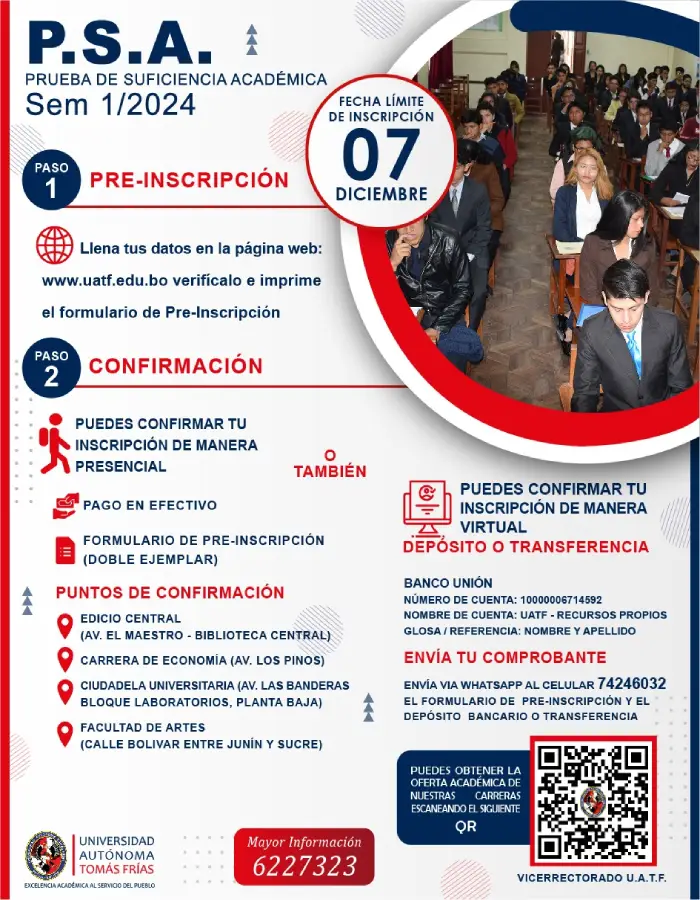 P.S.A.
PRUEBA DE SUFICIENCIA ACADÉMICA
Sem 1/2024
FECHA LÍMITE
DE INSCRIPCIÓN
07
DICIEMBRE
PASO
1
PRE-INSCRIPCIÓN
Llena tus datos en la página web:
www.uatf.edu.bo verifícalo e imprime
el formulario de Pre-Inscripción
PASO
2
CONFIRMACIÓN
PUEDES CONFIRMAR TU
INSCRIPCIÓN DE MANERA
PRESENCIAL
PAGO EN EFECTIVO
FORMULARIO DE PRE-INSCRIPCIÓN
(DOBLE EJEMPLAR)
PUNTOS DE CONFIRMACIÓN
EDICIO CENTRAL
(AV. EL MAESTRO - BIBLIOTECA CENTRAL)
CARRERA DE ECONOMÍA (AV. LOS PINOS)
CIUDADELA UNIVERSITARIA (AV. LAS BANDERAS
BLOQUE LABORATORIOS, PLANTA BAJA)
FACULTAD DE ARTES
(CALLE BOLIVAR ENTRE JUNÍN Y SUCRE)
O
TAMBIÉN
PUEDES CONFIRMAR TU
INSCRIPCIÓN DE MANERA
VIRTUAL
DEPÓSITO O TRANSFERENCIA
BANCO UNIÓN
NÚMERO DE CUENTA: 10000006714592
NOMBRE DE CUENTA: UATF - RECURSOS PROPIOS
GLOSA / REFERENCIA: NOMBRE Y APELLIDO
ENVÍA TU COMPROBANTE
ENVÍA VIA WHATSAPP AL CELULAR 74246032
EL FORMULARIO DE PRE-INSCRIPCIÓN Y EL
DEPÓSITO BANCARIO O TRANSFERENCIA
PUEDES OBTENER LA
OFERTA ACADÉMICA DE
NUESTRAS CARRERAS
ESCANEANDO EL SIGUIENTE
QR
VICERRECTORADO U.A.T.F.
UNIVERSIDAD
AUTÓNOMA
TOMÁS FRÍAS
EXCELENCIA ACADÉMICA AL SERVICIO DEL PUEBLO
Mayor Información
6227323